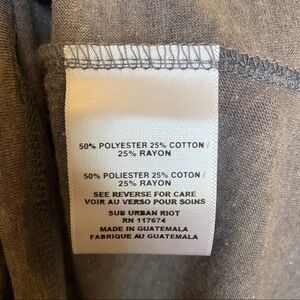 50% POLYESTER 25% COTTON /
25% RAYON
50% POLIESTER 25% COTON /
25% RAYON
SEE REVERSE FOR CARE
VOIR AU VERSO POUR SOINS
SUB URBAN RIOT
RN 117674
MADE IN GUATEMALA
FABRIQUE AU GUATEMALA